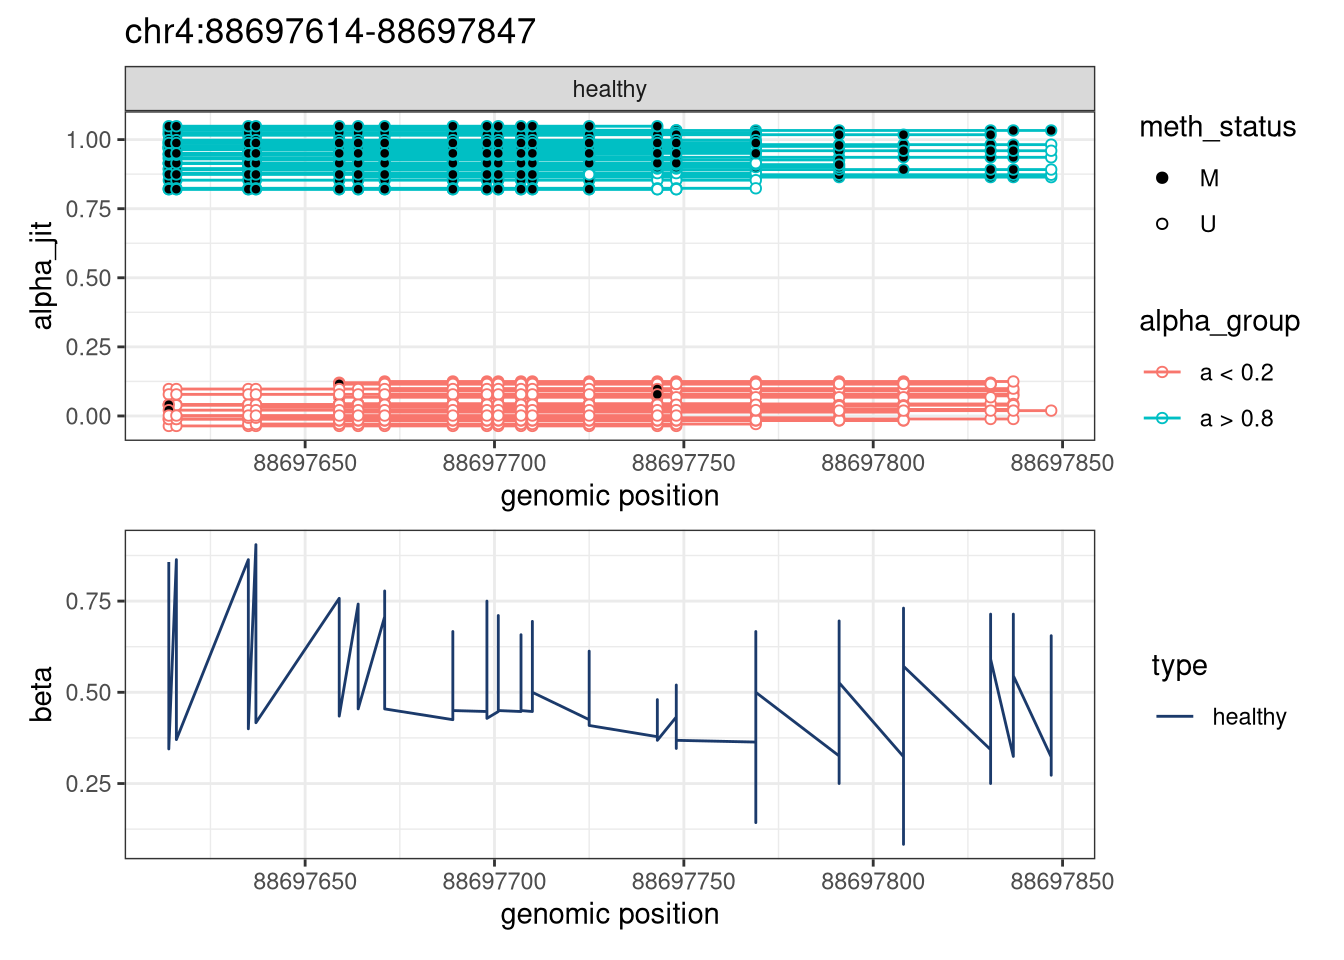 chr4:88697614-88697847
healthy
1.00
0.75
0.50
0.25
0.00
alpha_jit
88697650 88697700 88697750 88697800 88697850
genomic position
meth_status
M
U
alpha_group
a < 0.2
a > 0.8
0.75
0.50
0.25
beta
88697650 88697700 88697750 88697800 88697850
genomic position
type
healthy